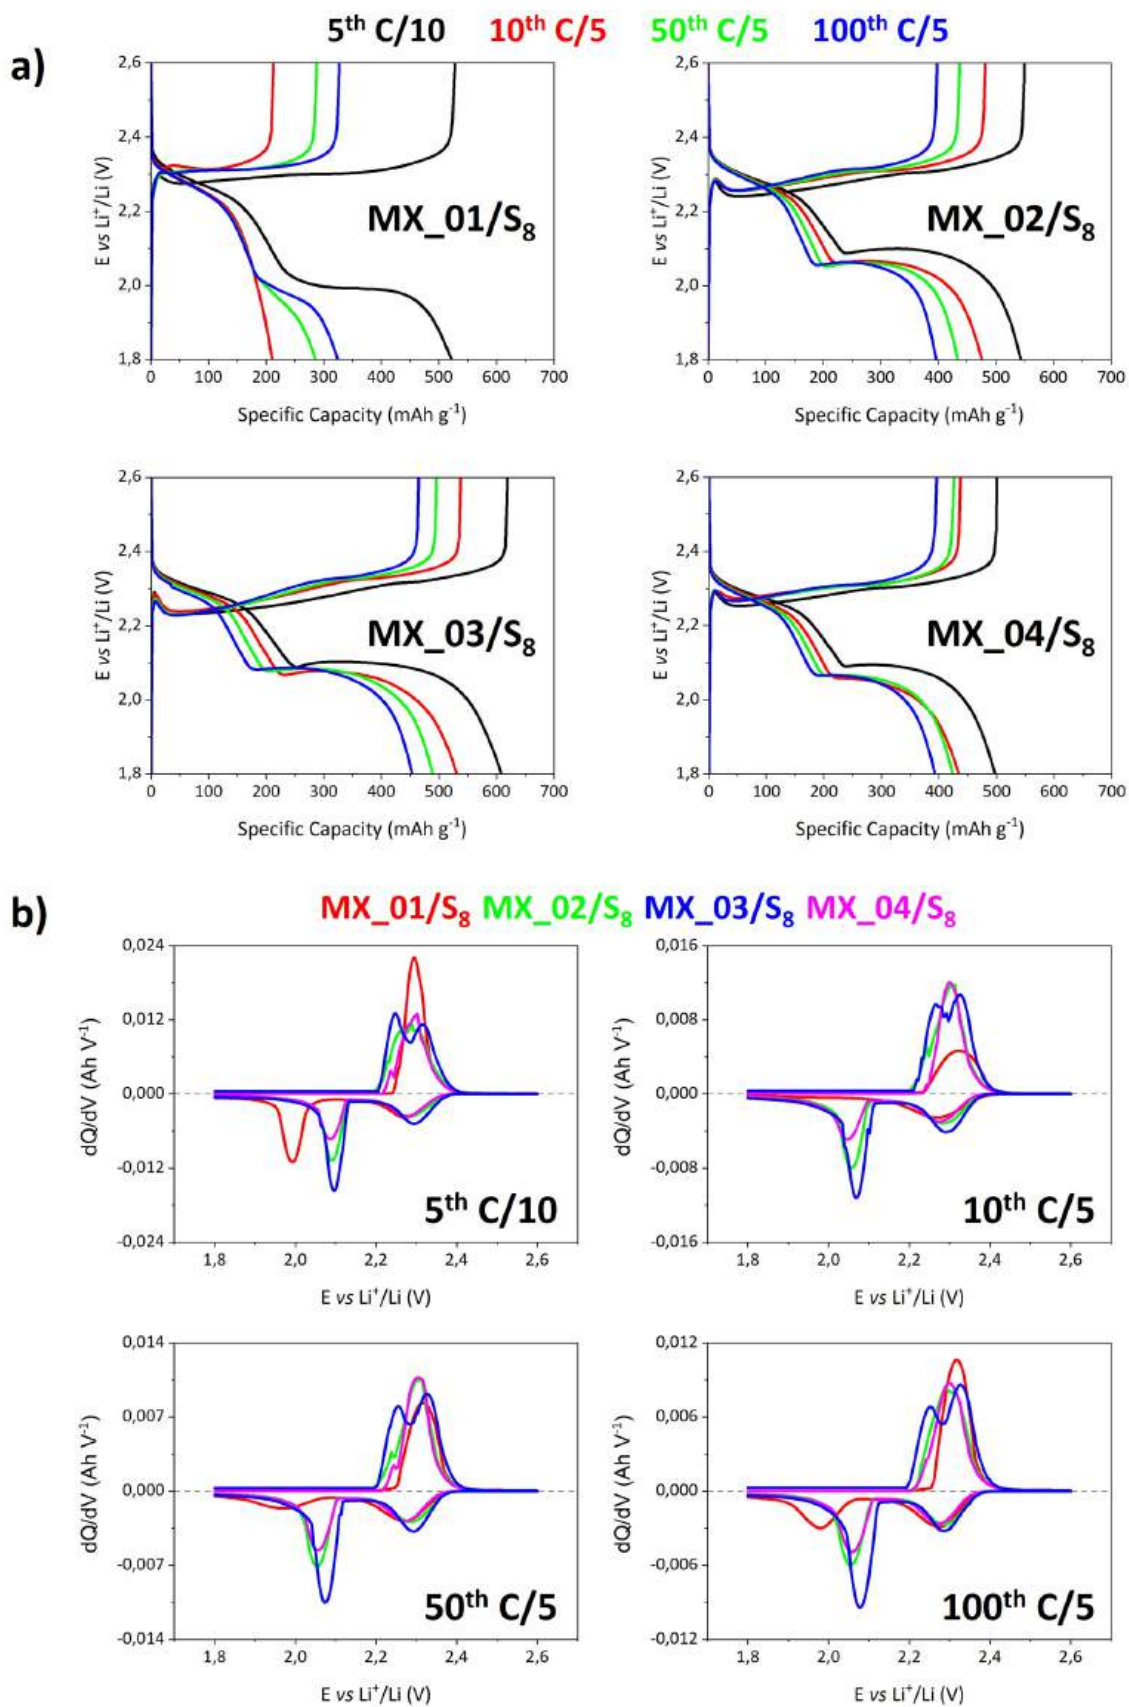 5th C/10 10th C/5 50th C/5 100th C/5
a)
2,6 2,4 2,2 2,0 1,8
E vs Li+/Li (V)
MX_01/S8
0 100 200 300 400 500 600 700
Specific Capacity (mAh g-1)
2,6 2,4 2,2 2,0 1,8
E vs Li+/Li (V)
MX_02/S8
0 100 200 300 400 500 600 700
Specific Capacity (mAh g-1)
2,6 2,4 2,2 2,0 1,8
E vs Li+/Li (V)
MX_03/S8
0 100 200 300 400 500 600 700
Specific Capacity (mAh g-1)
2,6 2,4 2,2 2,0 1,8
E vs Li+/Li (V)
MX_04/S8
0 100 200 300 400 500 600 700
Specific Capacity (mAh g-1)
b)
MX_01/S8 MX_02/S8 MX_03/S8 MX_04/S8
0,024 0,012 0,000 -0,012 -0,024
dQ/dV (Ah V-1)
5th C/10
1,8 2,0 2,2 2,4 2,6
E vs Li+/Li (V)
0,016 0,008 0,000 -0,008 -0,016
dQ/dV (Ah V-1)
10th C/5
1,8 2,0 2,2 2,4 2,6
E vs Li+/Li (V)
0,014 0,007 0,000 -0,007 -0,014
dQ/dV (Ah V-1)
50th C/5
1,8 2,0 2,2 2,4 2,6
E vs Li+/Li (V)
0,012 0,006 0,000 -0,006 -0,012
dQ/dV (Ah V-1)
100th C/5
1,8 2,0 2,2 2,4 2,6
E vs Li+/Li (V)